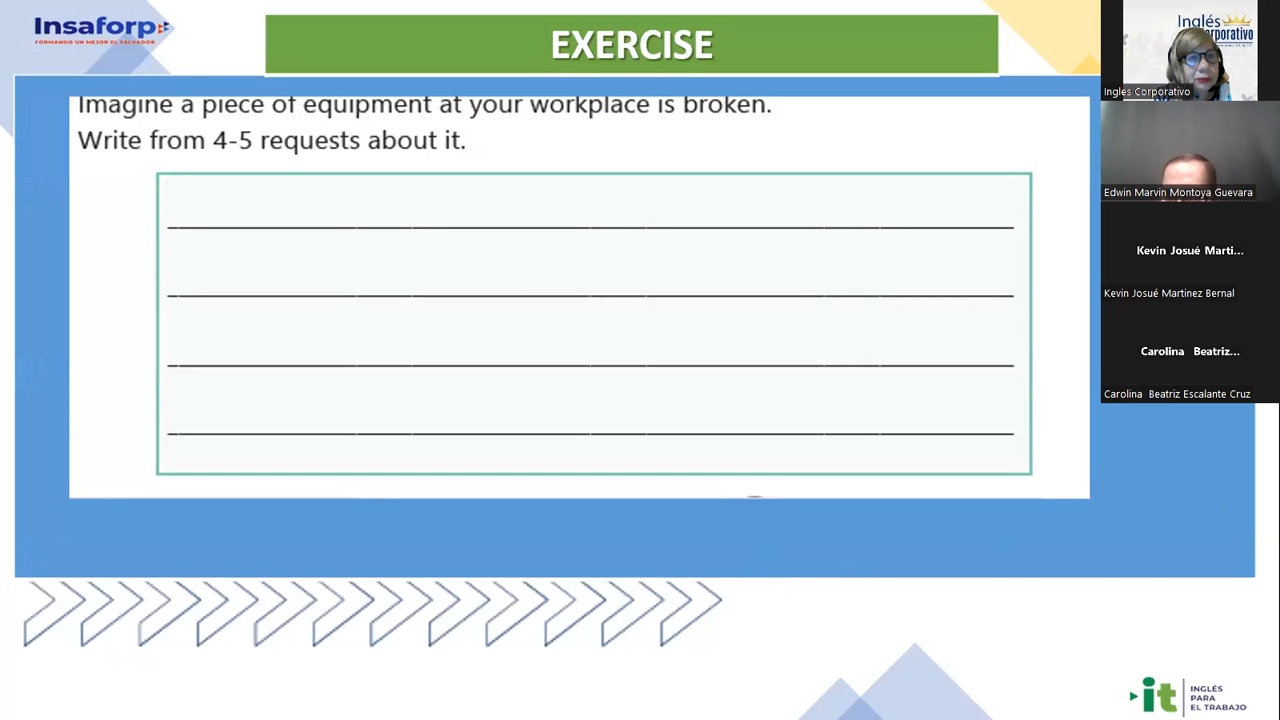 Insaforp
FORMANDO UN MEJOR EL SALVADOR
EXERCISE
Imagine a piece of equipment at your workplace is broken.
Write from 4-5 requests about it.
Inglés
Corporativo
Ingles Corporativo
Edwin Marvin Montoya Guevara
Kevin Josué Marti...
Kevin Josué Martinez Bernal
Carolina Beatriz...
Carolina Beatriz Escalante Cruz
it
INGLÉS
PARA
EL TRABAJO